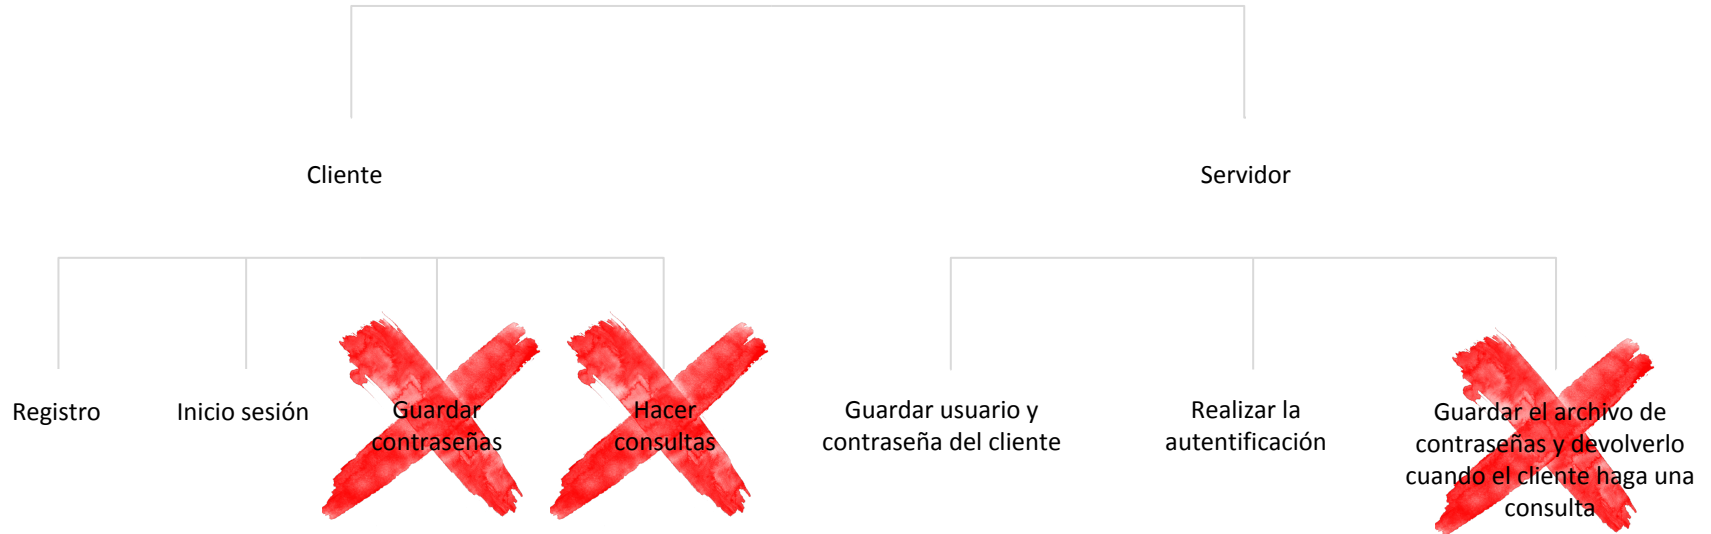 Cliente
Servidor
Registro
Inicio sesión
Guardar
contraseñas
Hacer
consultas
Guardar usuario y
contraseña del cliente
Realizar la
autentificación
Guardar el archivo de
contraseñas y devolverlo
cuando el cliente haga una
consulta